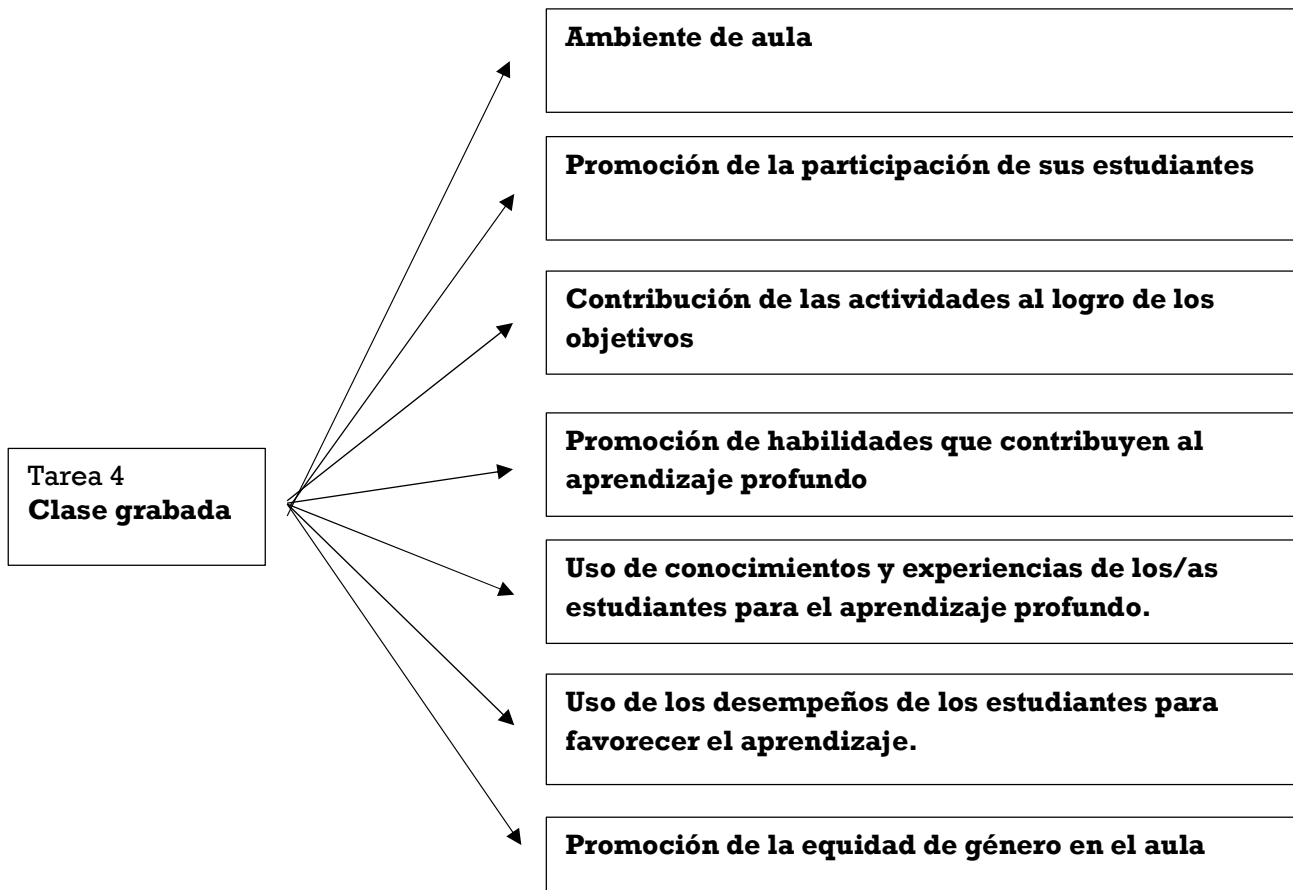 Ambiente de aula
Promoción de la participación de sus estudiantes
Contribución de las actividades al logro de los
objetivos
Tarea 4
Clase grabada
Promoción de habilidades que contribuyen al
aprendizaje profundo
Uso de conocimientos y experiencias de los/as
estudiantes para el aprendizaje profundo.
Uso de los desempeños de los estudiantes para
favorecer el aprendizaje.
Promoción de la equidad de género en el aula